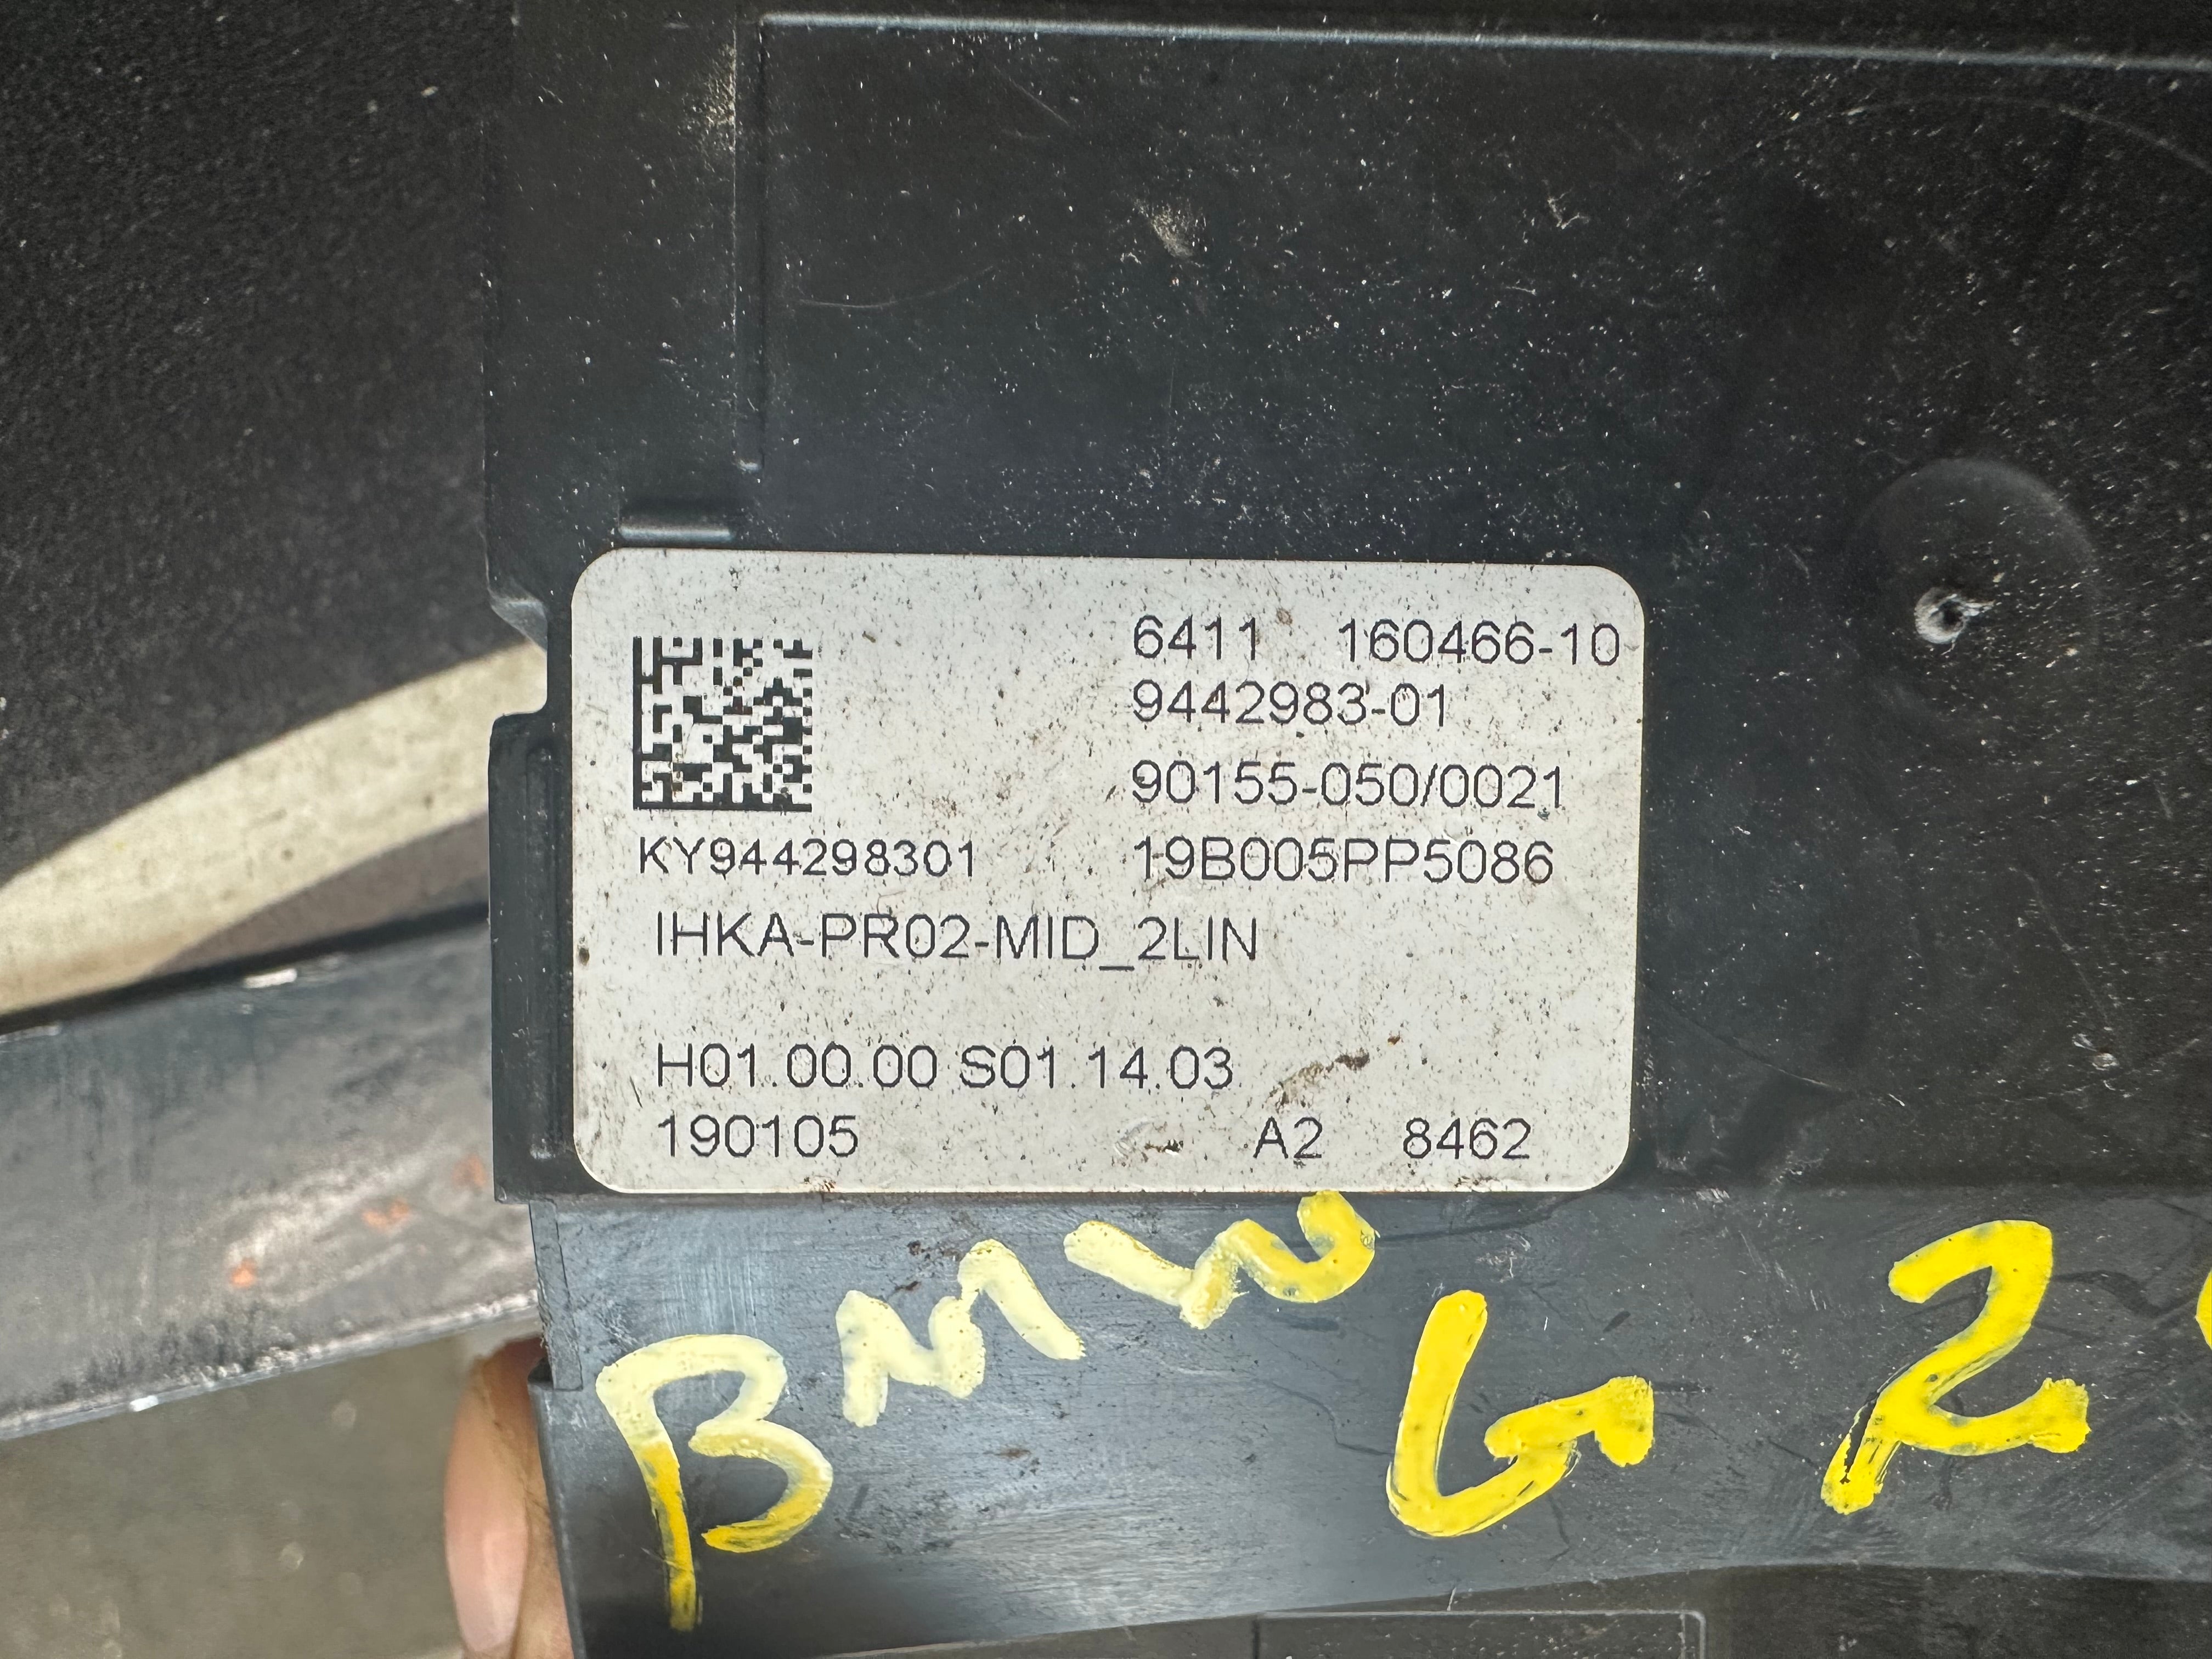 6411 160466-10
9442983-01
90155-050/0021
KY944298301 19B005PP5086
IHKA-PR02-MID_2LIN
H01.00.00 S01.14.03
190105 A2 8462
BMW G 2